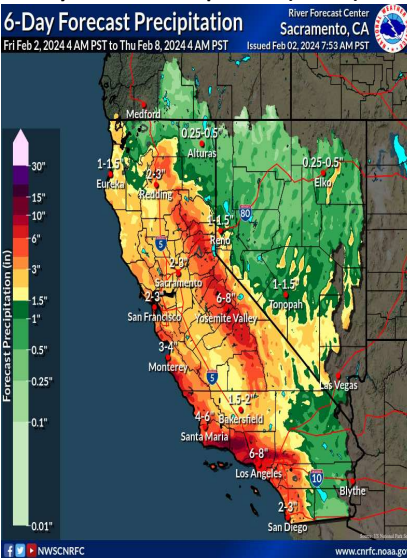 6-Day Forecast Precipitation
River Forecast Center
Sacramento, CA
Fri Feb 2, 2024 4 AM PST to Thu Feb 8, 2024 4 AM PST
Issued Feb 02, 2024 7:53 AM PST
Medford
0.25-0.5"
Alturas
1-1.5"
Eureka
2-3"
Redding
0.25-0.5"
Elko
80
1-1.5"
Reno
5
2-3"
Sacramento
2-3"
San Francisco
6-8"
Yosemite Valley
1-1.5"
Tonopah
3-4"
Monterey
5
Las Vegas
1.5-2"
Bakersfield
4-6"
Santa Maria
6-8"
Los Angeles
10
Blythe
2-3"
San Diego
Forecast Precipitation (in)
30"
15"
10"
6"
3"
1.5"
1"
0.5"
0.25"
0.1"
0.01"
NWSCNRFC
www.cnrfc.noaa.go